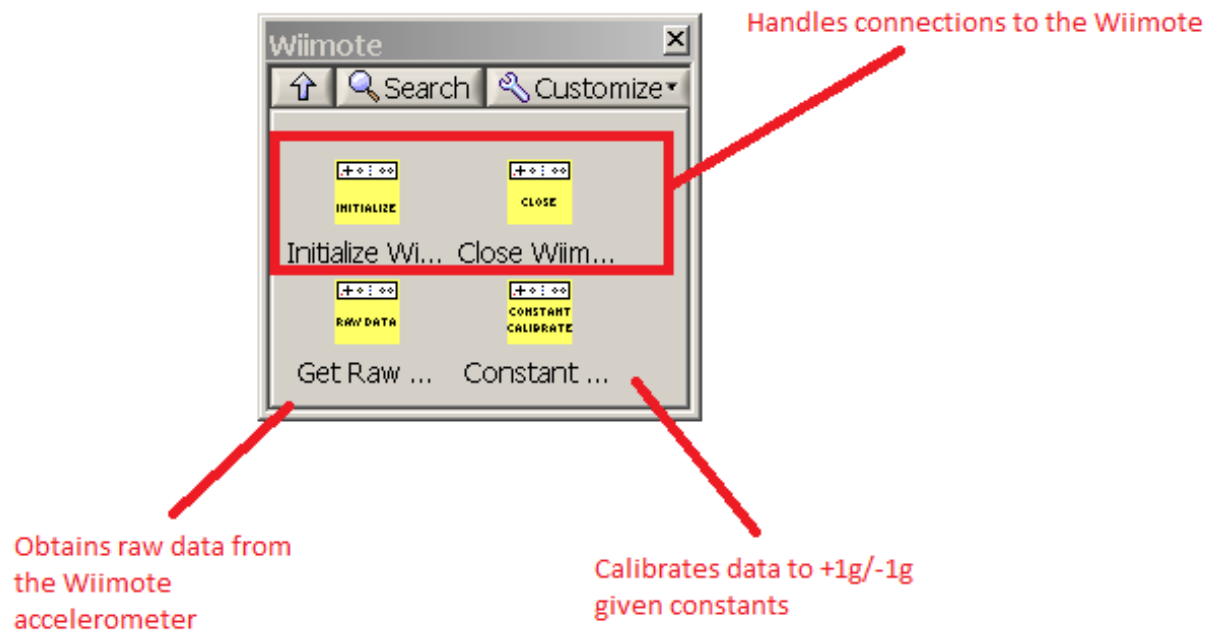 Handles connections to the Wiimote
Wiimote
Search Customize
INITIALIZE CLOSE
Initialize Wi... Close Wiim...
RAW DATA CONSTANT
CALIBRATE
Get Raw ... Constant ...
Obtains raw data from
the Wiimote
accelerometer
Calibrates data to +1g/-1g
given constants